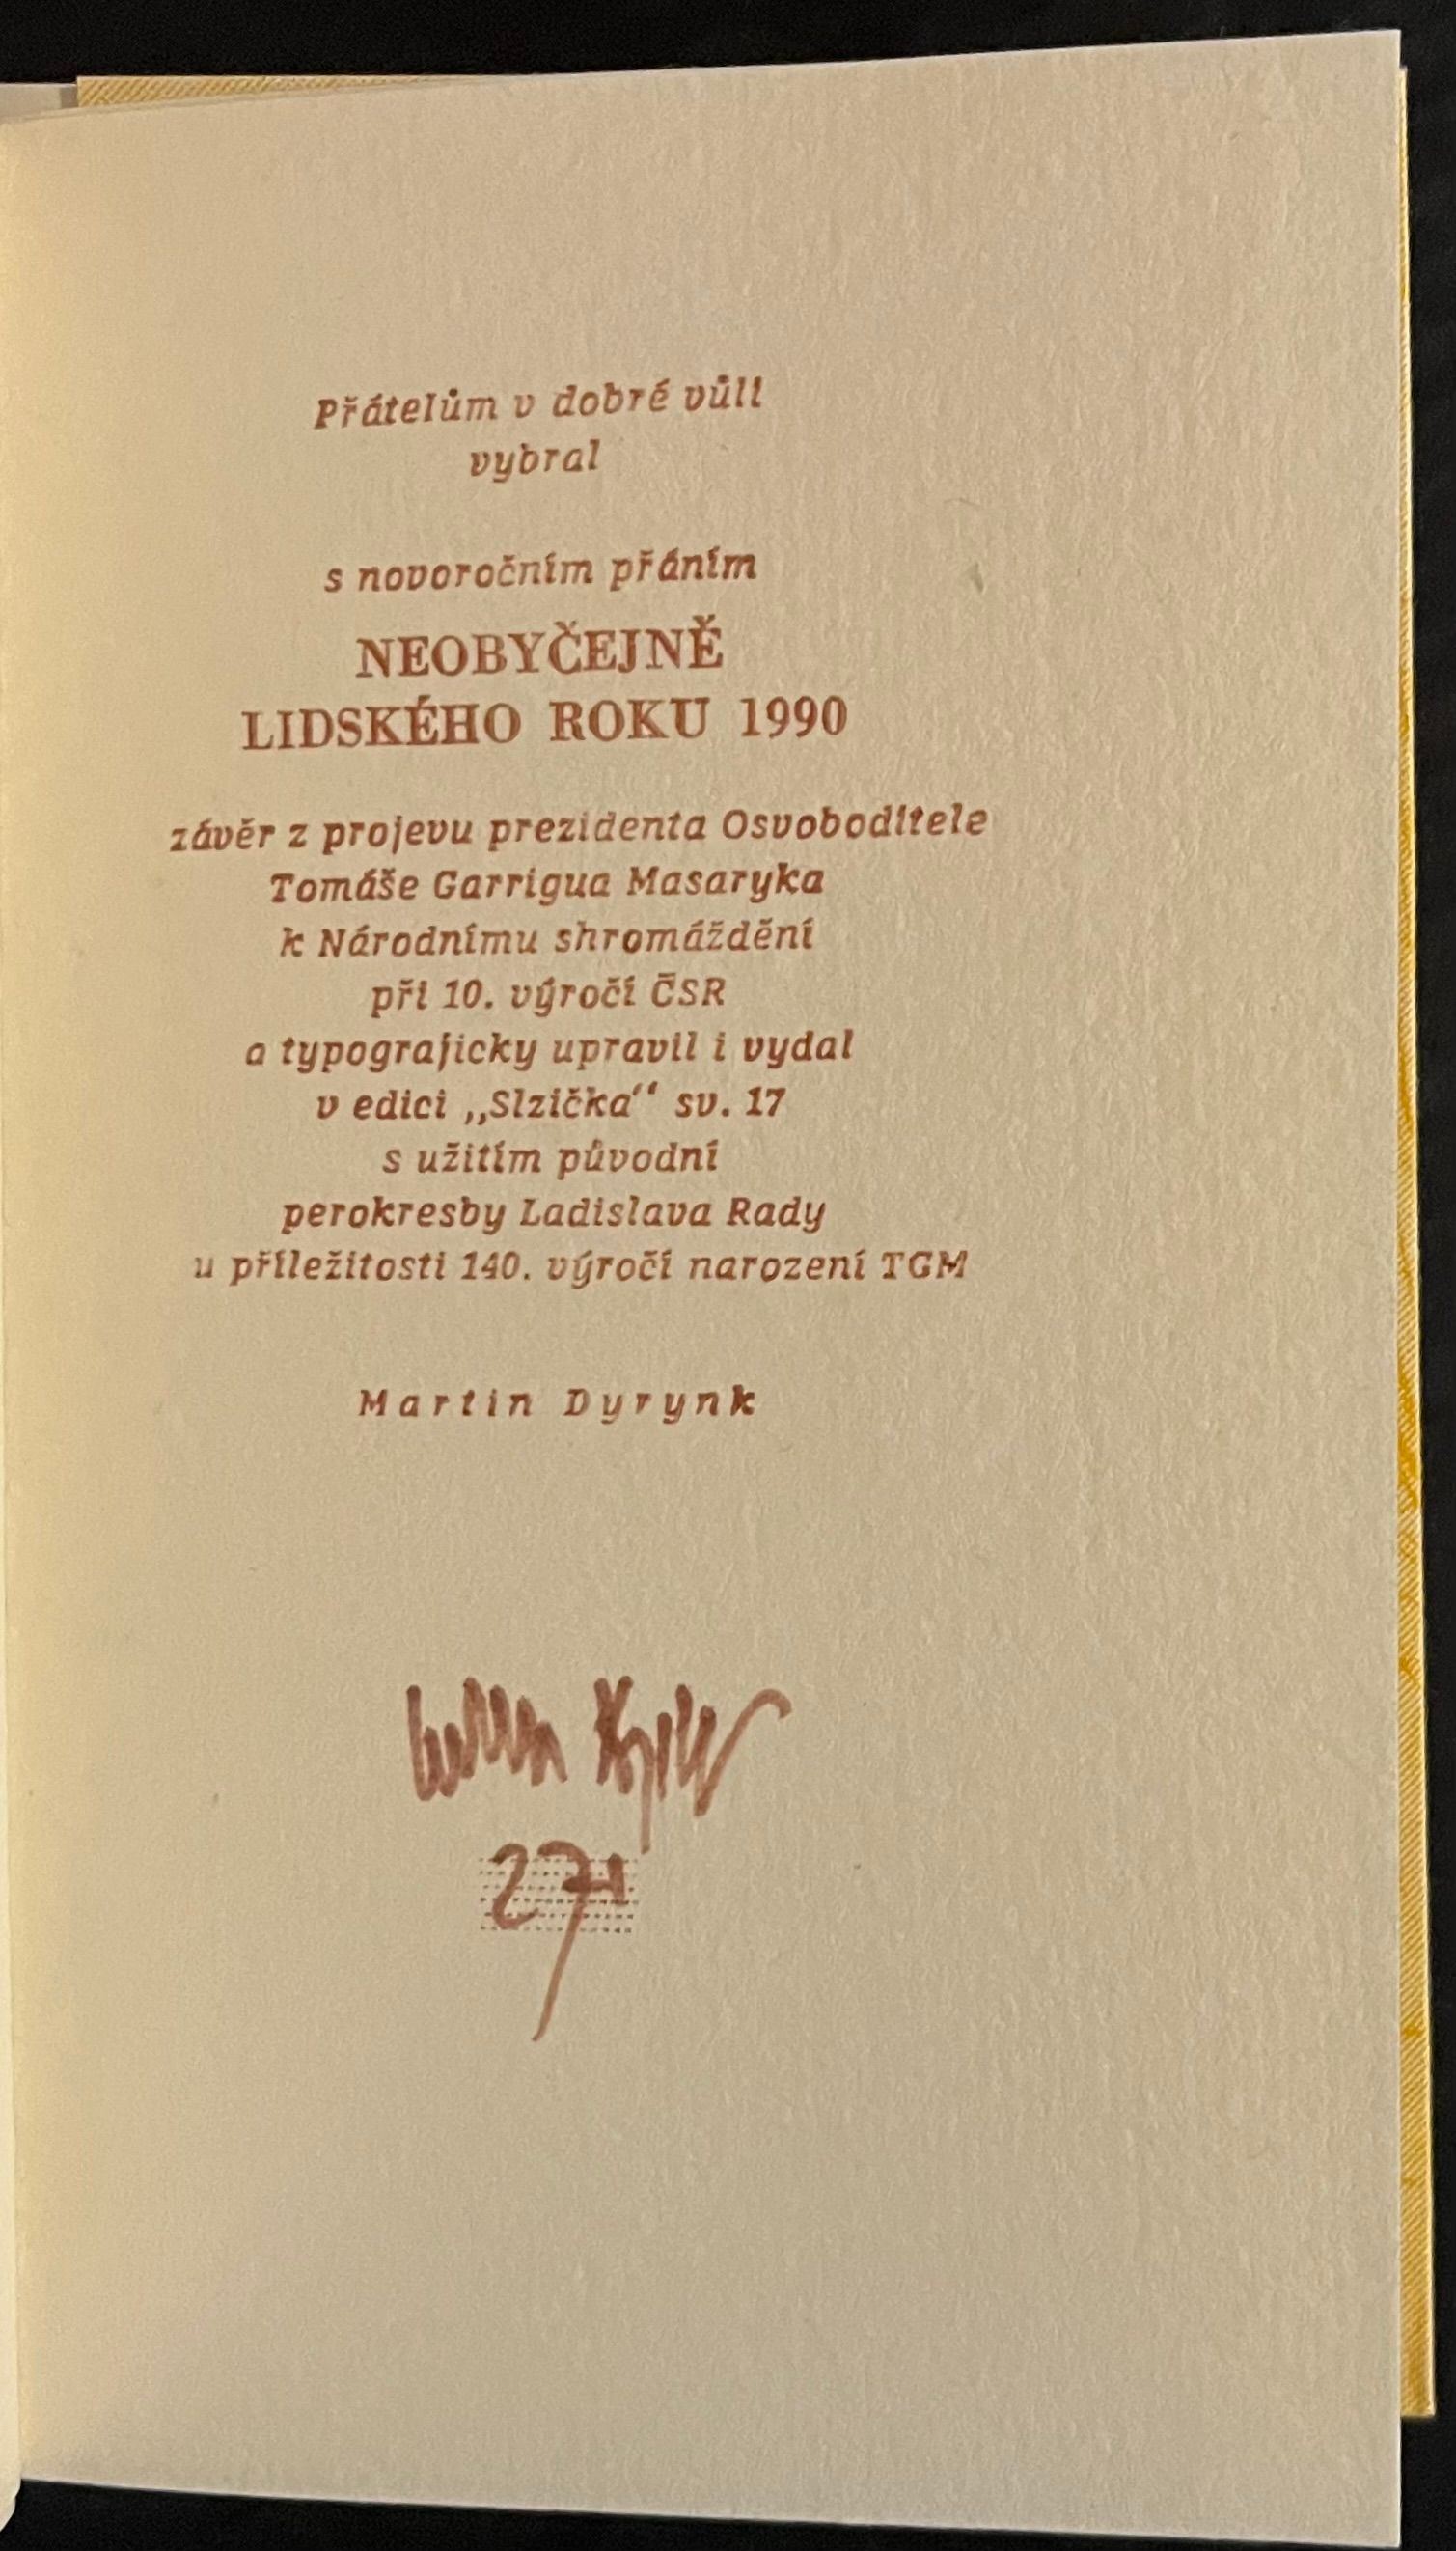 Přátelům v dobré vůli
vybral
s novoročním přáním
NEOBYČEJNĚ
LIDSKÉHO ROKU 1990
závěr z projevu prezidenta Osvoboditele
Tomáše Garrigua Masaryka
k Národnímu shromáždění
při 10. výročí ČSR
a typograficky upravil i vydal
v edici „Slzička“ sv. 17
s užitím původní
perokresby Ladislava Rady
u příležitosti 140. výročí narození TGM
Martin Dyrynk